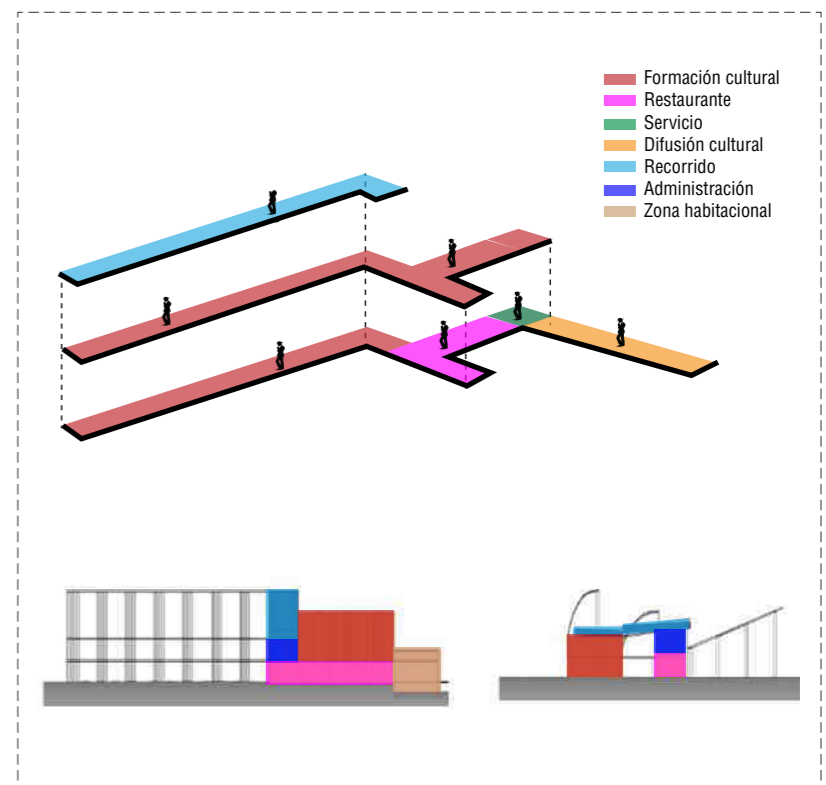 Formación cultural
Restaurante
Servicio
Difusión cultural
Recorrido
Administración
Zona habitacional